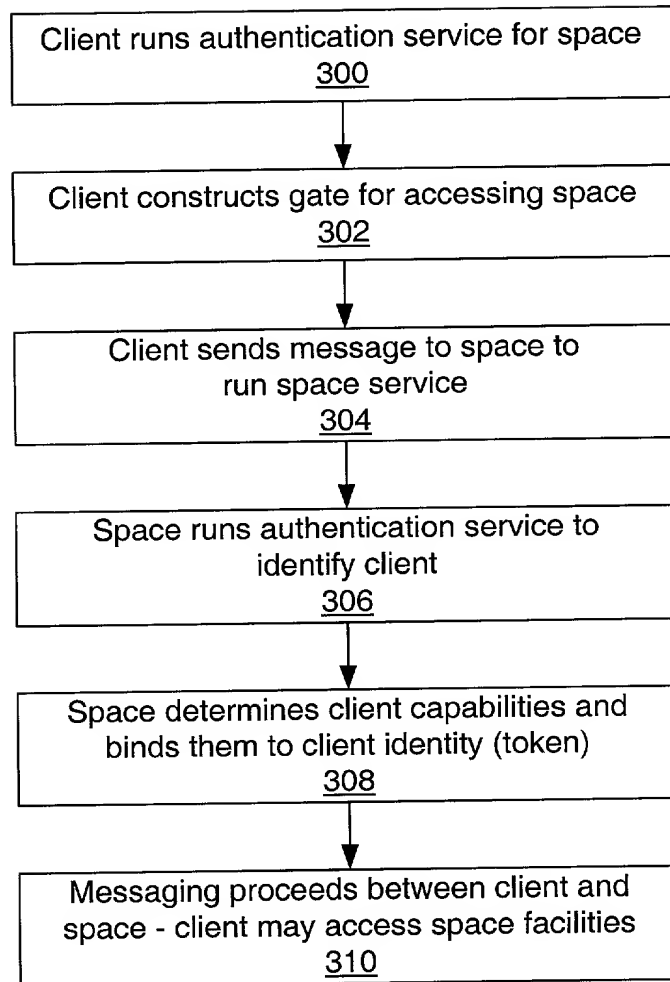 Client runs authentication service for space
300
Client constructs gate for accessing space
302
Client sends message to space to
run space service
304
Space runs authentication service to
identify client
306
Space determines client capabilities and
binds them to client identity (token)
308
Messaging proceeds between client and
space - client may access space facilities
310